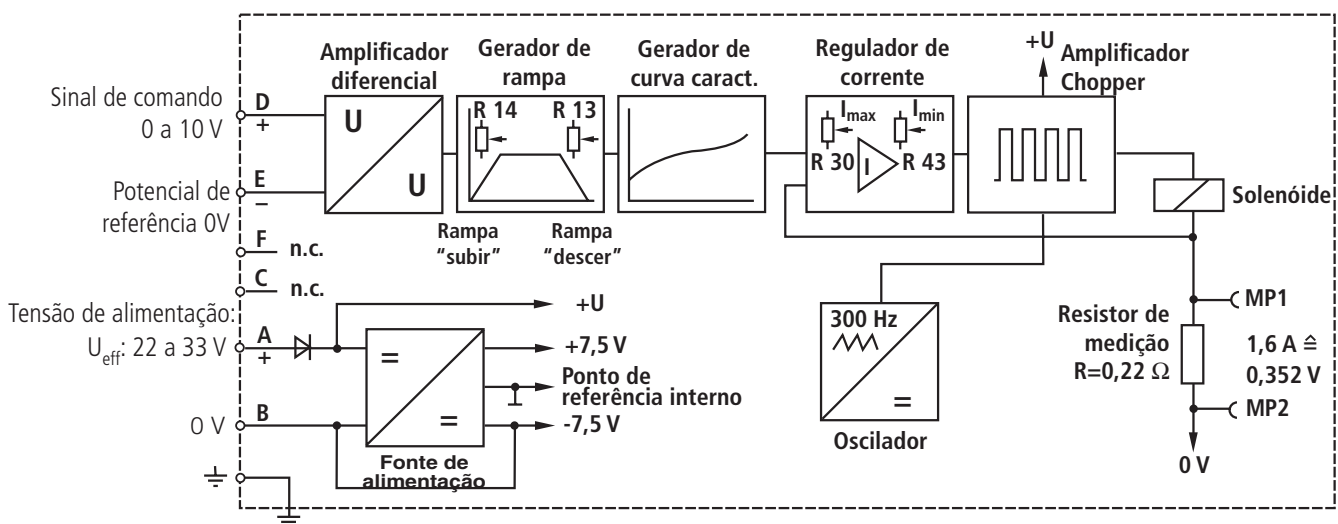 Amplificador
diferencial
Gerador de
rampa
Gerador de
curva caract.
Regulador de
corrente
+U
Amplificador
Chopper
Sinal de comando
0 a 10 V
D
+
U
U
R 14
R 13
I max
I min
R 30
I
R 43
Potencial de
referência 0V
E
–
Rampa
“subir”
Rampa
“descer”
Solenóide
F
n.c.
C
n.c.
Tensão de alimentação:
Ueff: 22 a 33 V
A
+
=
=
+U
+7,5 V
Ponto de
referência interno
-7,5 V
0 V
B
Fonte de
alimentação
300 Hz
=
Oscilador
Resistor de
medição
R=0,22 Ω
MP1
1,6 A ≙
0,352 V
MP2
0 V